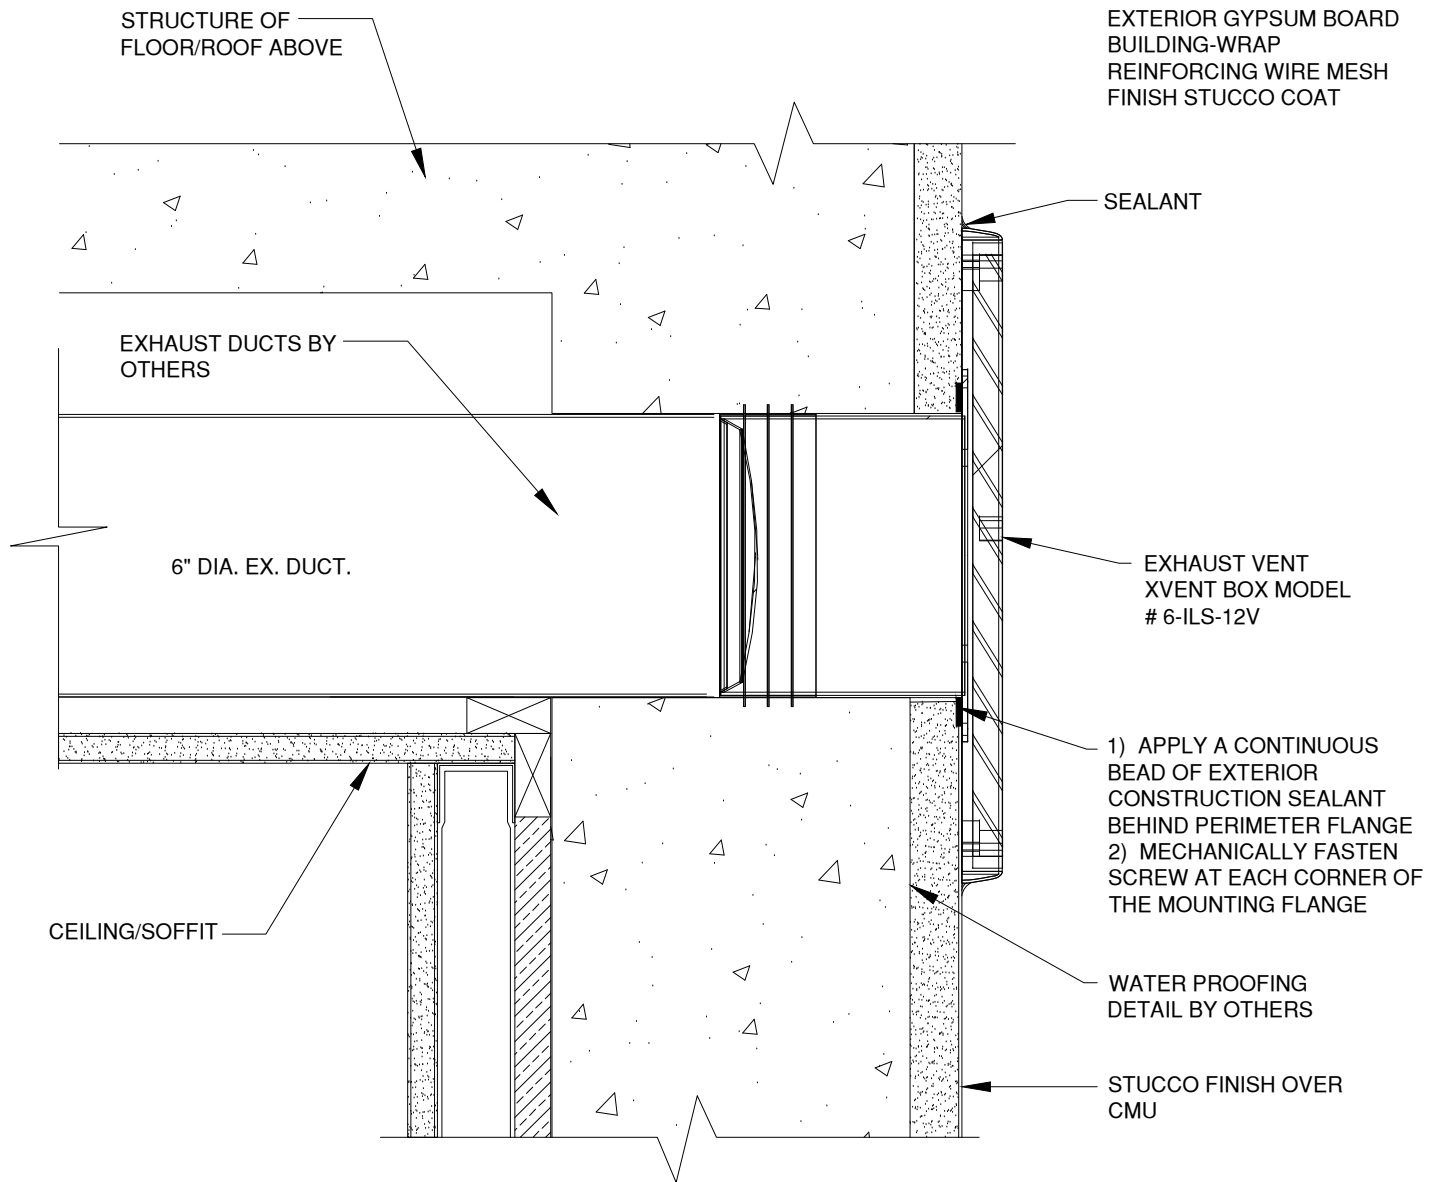 STRUCTURE OF
FLOOR/ROOF ABOVE
EXTERIOR GYPSUM BOARD
BUILDING-WRAP
REINFORCING WIRE MESH
FINISH STUCCO COAT
SEALANT
EXHAUST DUCTS BY
OTHERS
6" DIA. EX. DUCT.
EXHAUST VENT
XVENT BOX MODEL
# 6-ILS-12V
1) APPLY A CONTINUOUS
BEAD OF EXTERIOR
CONSTRUCTION SEALANT
BEHIND PERIMETER FLANGE
2) MECHANICALLY FASTEN
SCREW AT EACH CORNER OF
THE MOUNTING FLANGE
CEILING/SOFFIT
WATER PROOFING
DETAIL BY OTHERS
STUCCO FINISH OVER
CMU